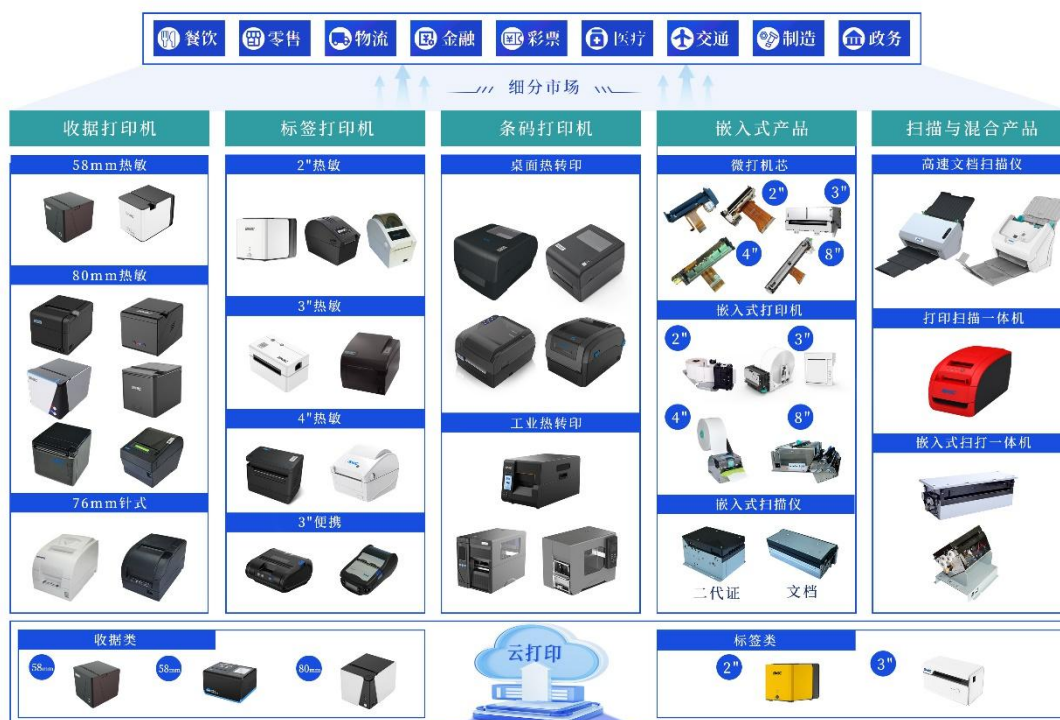 餐饮 零售 物流 金融 彩票 医疗 交通 制造 政务
细分市场
收据打印机 标签打印机 条码打印机 嵌入式产品 扫描与混合产品
58mm热敏 2"热敏 桌面热转印 微打机芯 高速文档扫描仪
2" 3"
4" 8"
80mm热敏
3"热敏 嵌入式打印机 打印扫描一体机
2" 3"
4"热敏 工业热转印
4" 8"
嵌入式扫打一体机
76mm针式 嵌入式扫描仪
3"便携
二代证 文档
收据类 云打印 标签类
58mm 58mm 80mm 2" 3"